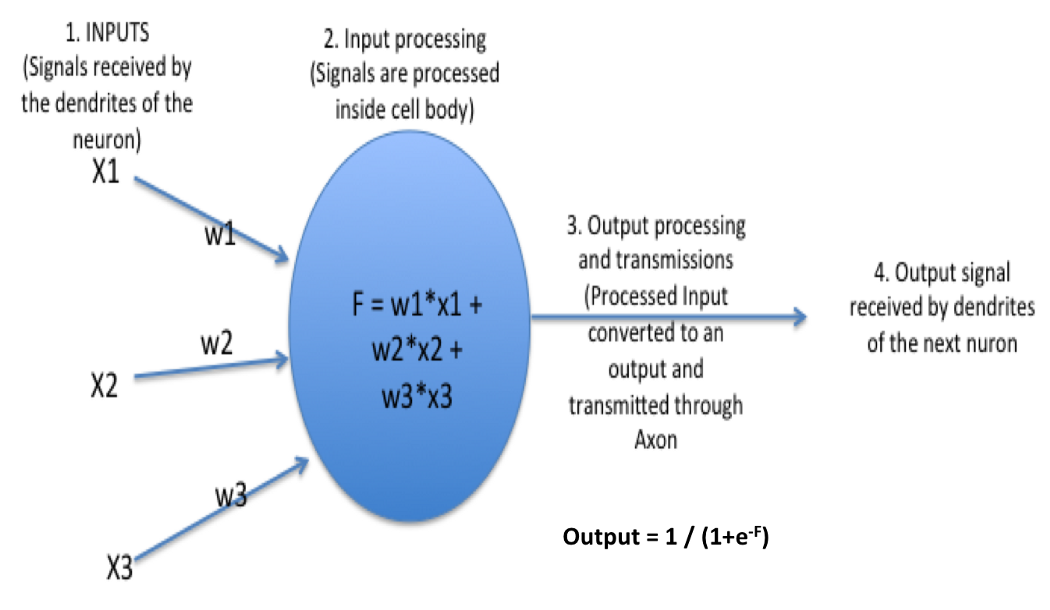 1. INPUTS
(Signals received by
the dendrites of the
neuron)
X1
w1
w2
X2
w3
X3
2. Input processing
(Signals are processed
inside cell body)
F = w1*x1 +
w2*x2 +
w3*x3
3. Output processing
and transmissions
(Processed Input
converted to an
output and
transmitted through
Axon
Output = 1 / (1+e-F)
4. Output signal
received by dendrites
of the next nuron